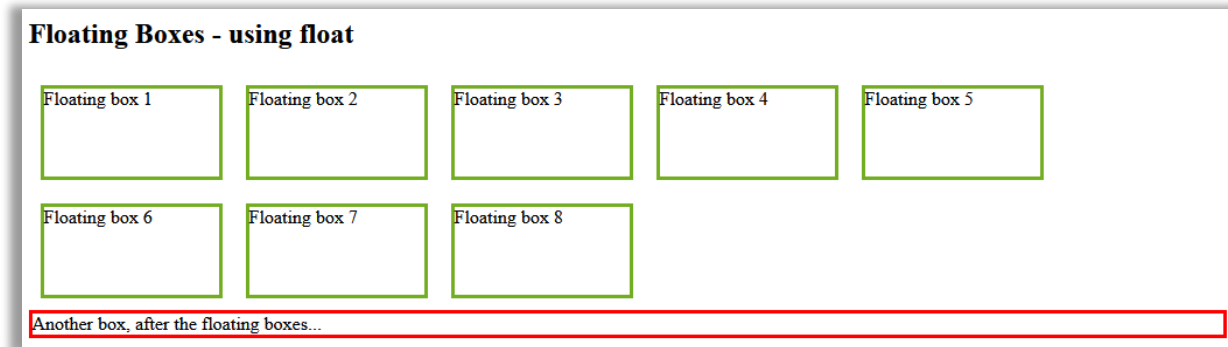 Floating Boxes - using float
Floating box 1 Floating box 2 Floating box 3 Floating box 4 Floating box 5
Floating box 6 Floating box 7 Floating box 8
Another box, after the floating boxes...